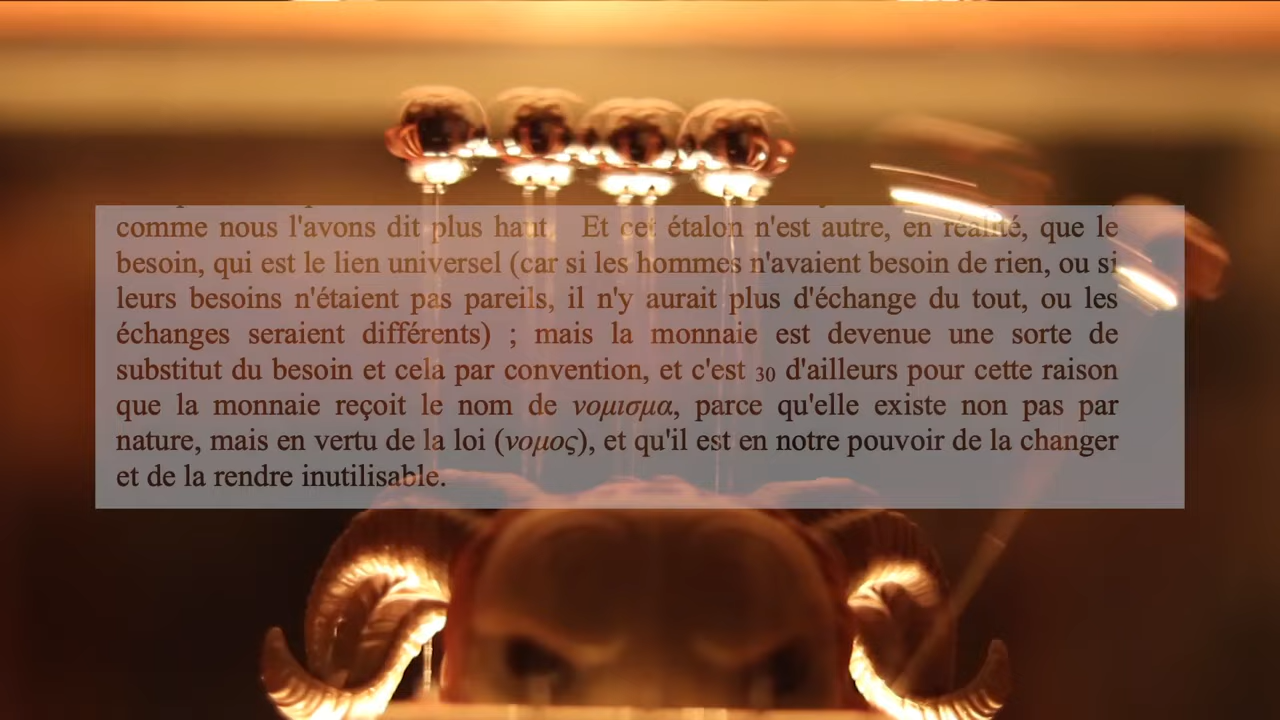 comme nous l'avons dit plus haut. Et cet étalon n'est autre, en réalité, que le
besoin, qui est le lien universel (car si les hommes n'avaient besoin de rien, ou si
leurs besoins n'étaient pas pareils, il n'y aurait plus d'échange du tout, ou les
échanges seraient différents) ; mais la monnaie est devenue une sorte de
substitut du besoin et cela par convention, et c'est 30 d'ailleurs pour cette raison
que la monnaie reçoit le nom de νομισμα, parce qu'elle existe non pas par
nature, mais en vertu de la loi (νομος), et qu'il est en notre pouvoir de la changer
et de la rendre inutilisable.